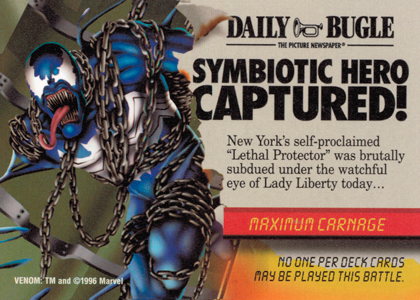 DAILY BUGLE
THE PICTURE NEWSPAPER®
SYMBIOTIC HERO
CAPTURED!
New York's self-proclaimed
"Lethal Protector" was brutally
subdued under the watchful
eye of Lady Liberty today...
MAXIMUM CARNAGE
NO ONE PER DECK CARDS
MAY BE PLAYED THIS BATTLE.
VENOM: TM and ©1996 Marvel